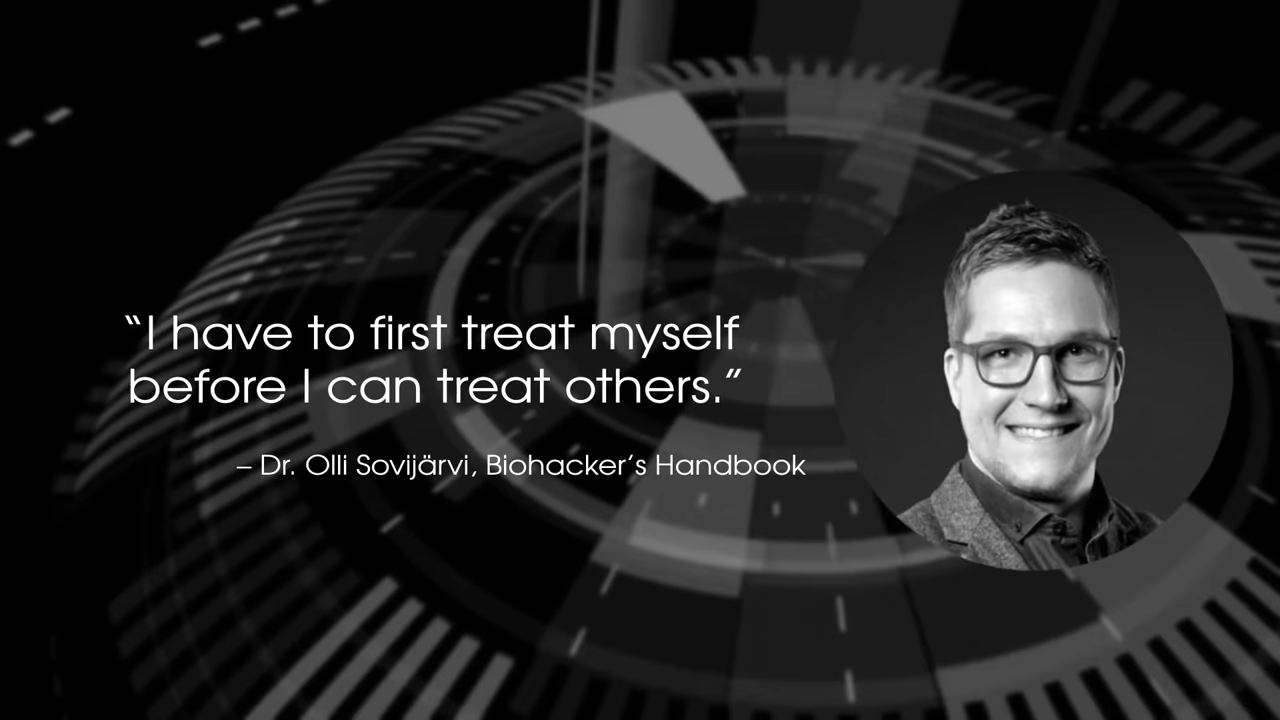 “I have to first treat myself
before I can treat others.”
– Dr. Olli Sovijärvi, Biohacker’s Handbook